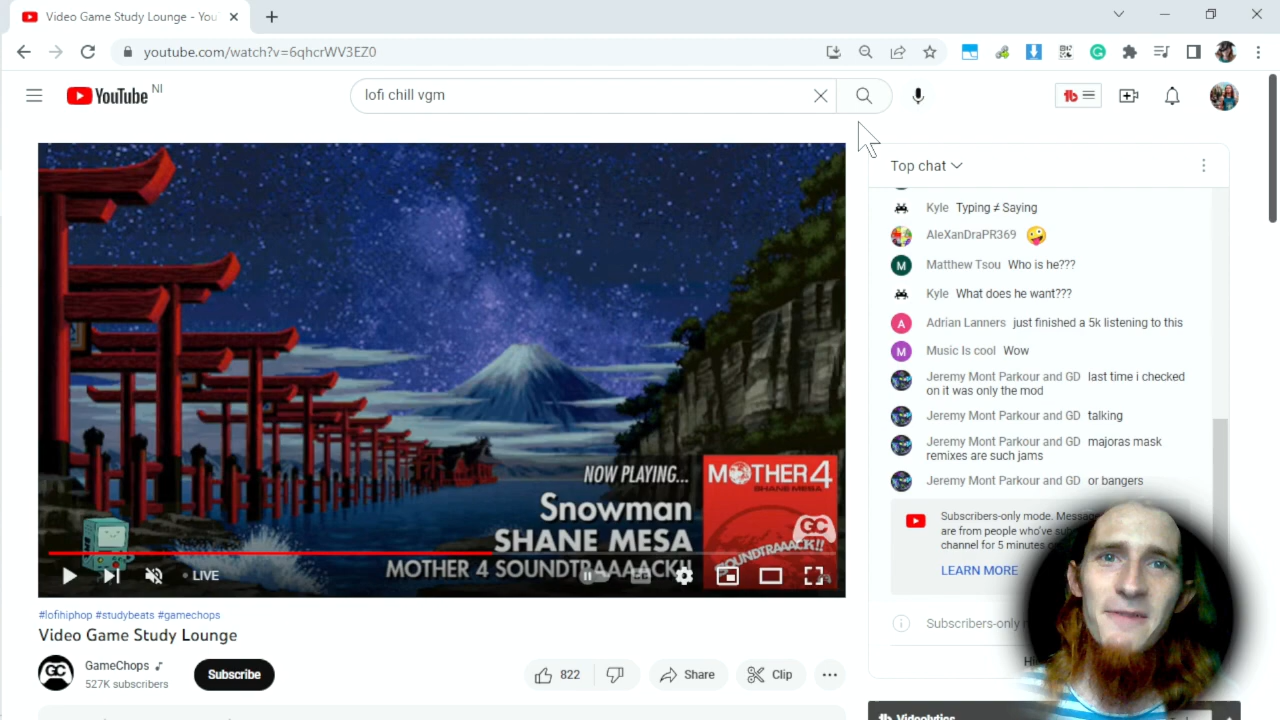 Video Game Study Lounge - You
youtube.com/watch?v=6qhcrWV3EZ0
YouTube NI
lofi chill vgm
Top chat
Kyle Typing ≠ Saying
AleXanDraPR369
M Matthew Tsou Who is he???
Kyle What does he want???
A Adrian Lanners just finished a 5k listening to this
M Music Is cool Wow
Jeremy Mont Parkour and GD last time i checked
on it was only the mod
Jeremy Mont Parkour and GD talking
Jeremy Mont Parkour and GD majoras mask
remixes are such jams
Jeremy Mont Parkour and GD or bangers
Subscribers-only mode.
are from people who've
channel for 5 minutes
LEARN MORE
Subscribers-only
NOW PLAYING...
Snowman
SHANE MESA
MOTHER 4 SOUNDTRAAAACK!!
MOTHER 4
SHANE MESA
SOUNDTRAAACK!!
GC
LIVE
#lofihiphop #studybeats #gamechops
Video Game Study Lounge
GC
GameChops
527K subscribers
Subscribe
822
Share
Clip
tb Videolytics